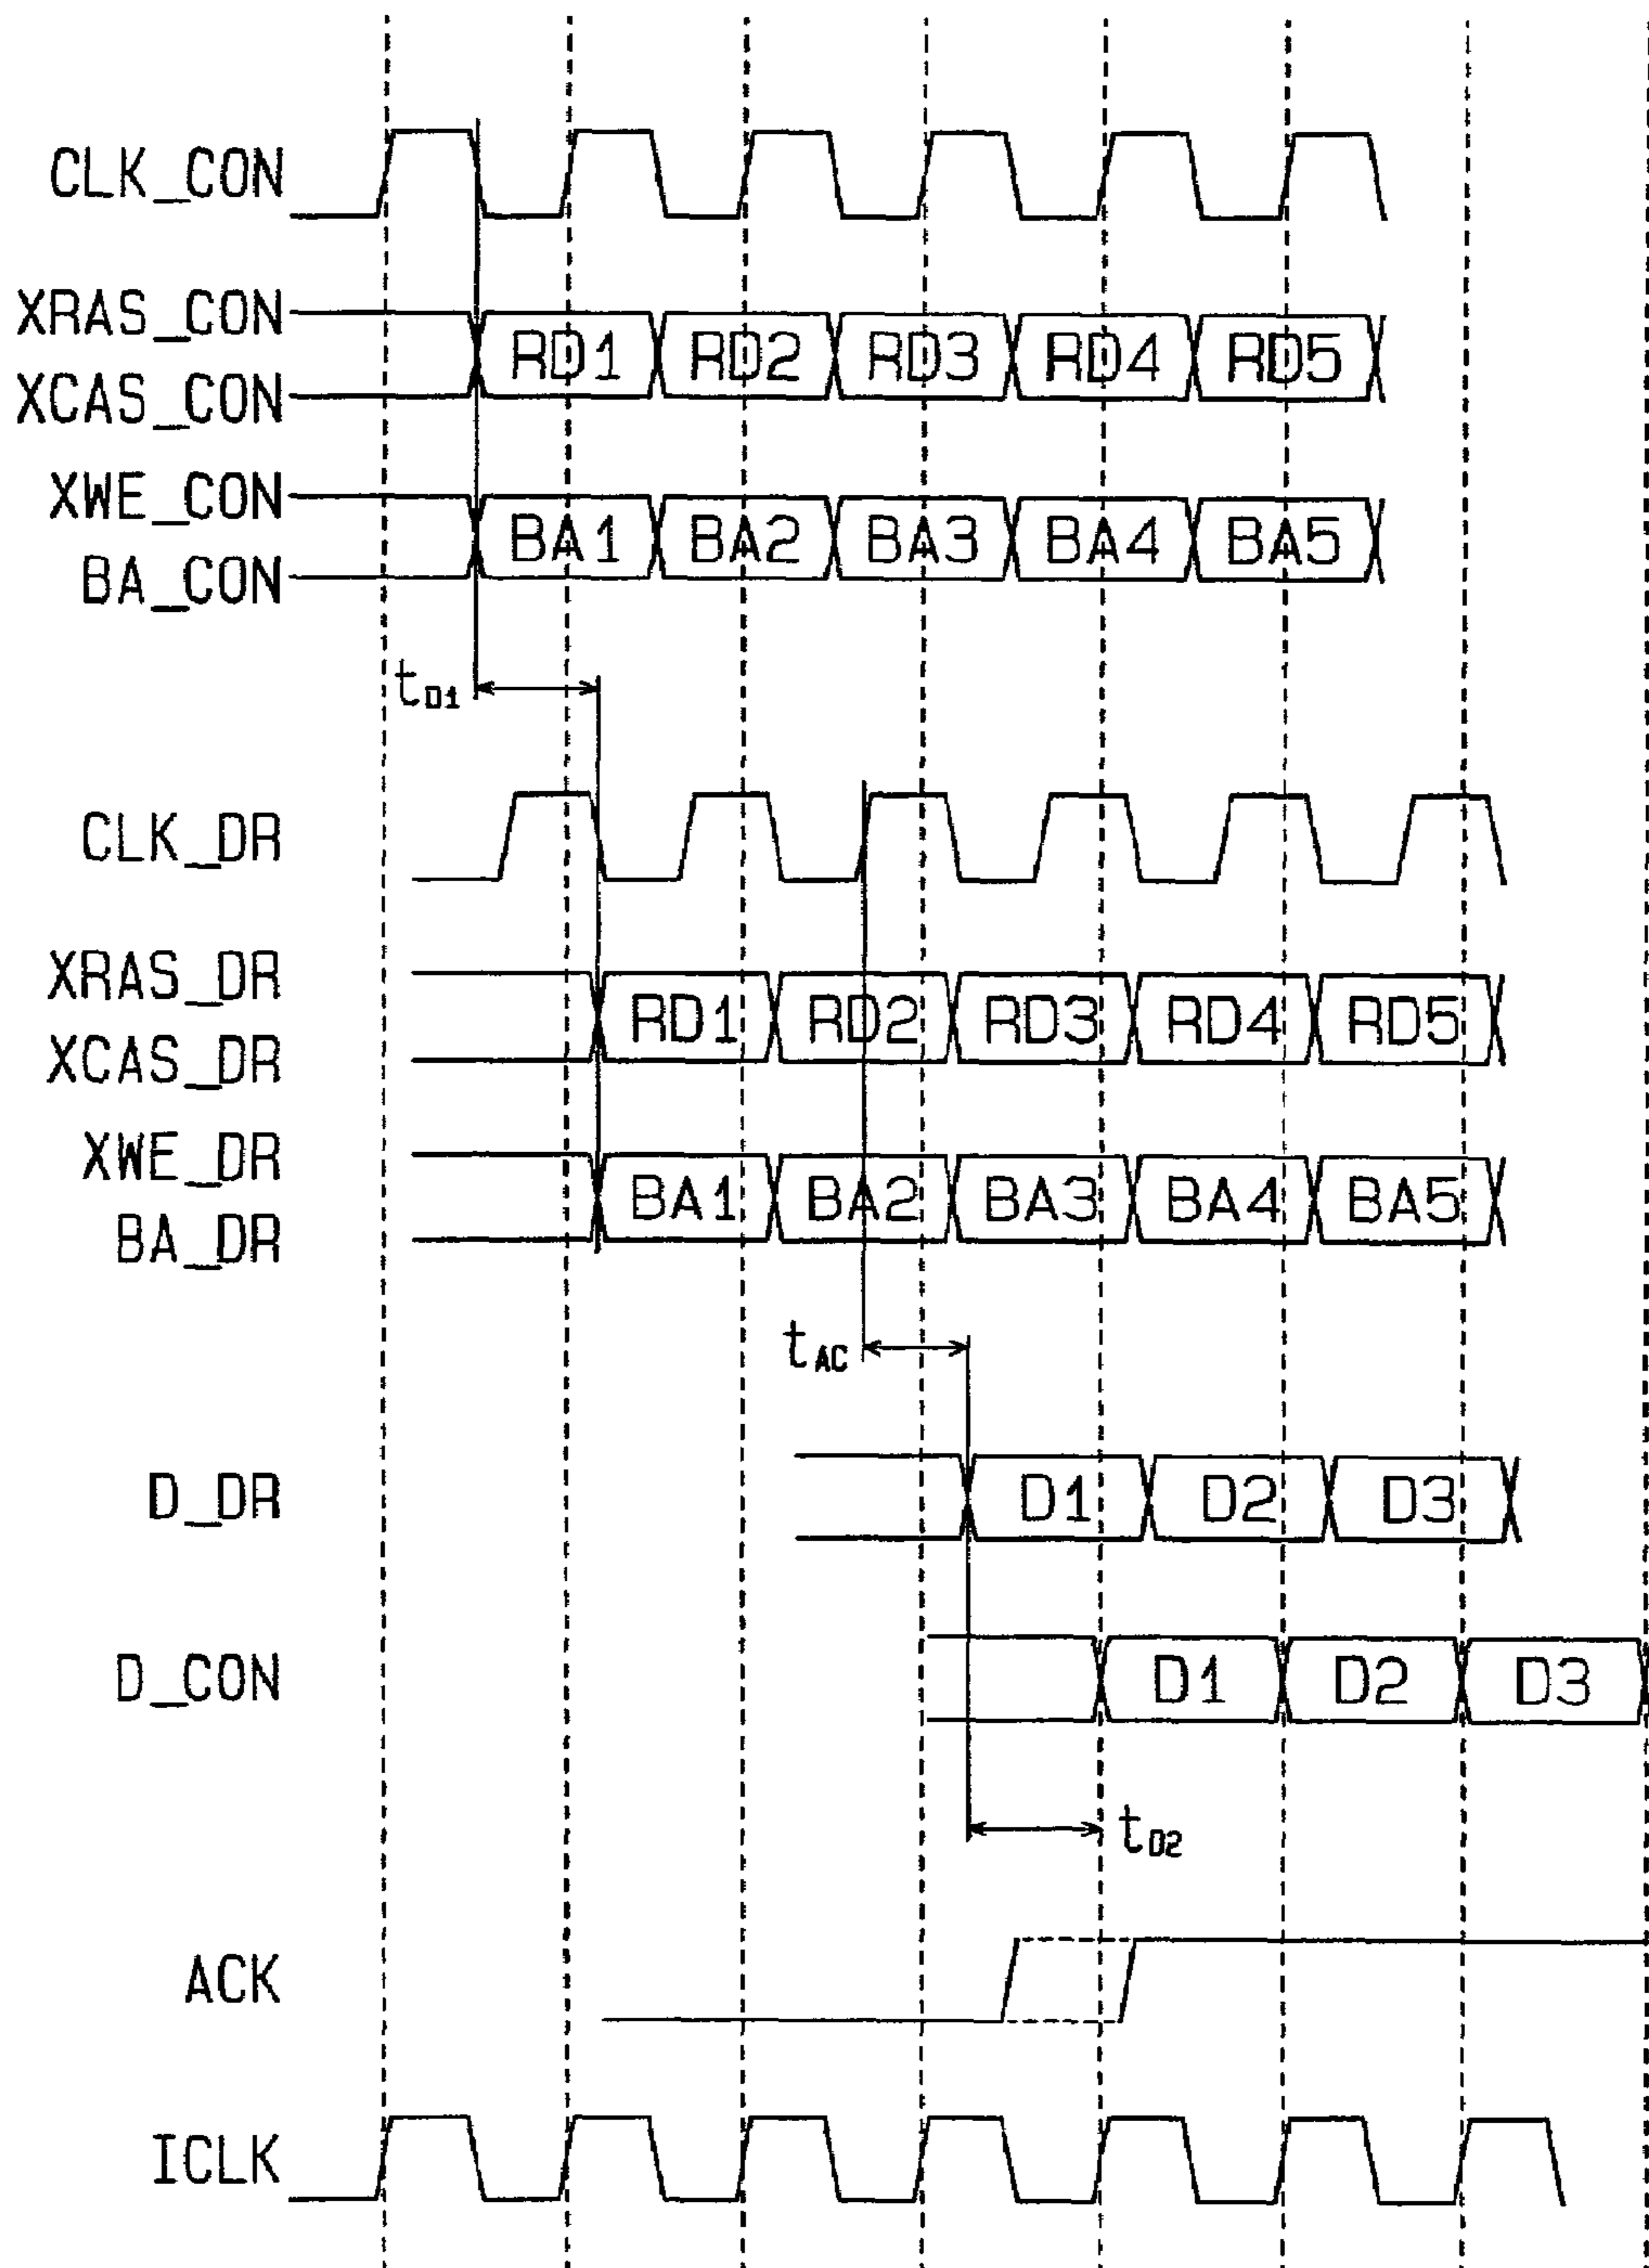 CLK_CON
XRAS_CON
RD1 RD2 RD3 RD4 RD5
XCAS_CON
XWE_CON
BA1 BA2 BA3 BA4 BA5
BA_CON
tD1
CLK_DR
XRAS_DR
RD1 RD2 RD3 RD4 RD5
XCAS_DR
XWE_DR
BA1 BA2 BA3 BA4 BA5
BA_DR
tAC
D_DR D1 D2 D3
D_CON D1 D2 D3
tD2
ACK
ICLK